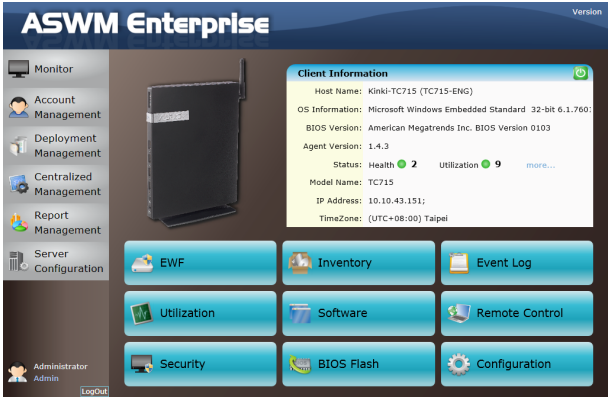 ASWM Enterprise
Version
Monitor
Account
Management
Deployment
Management
Centralized
Management
Report
Management
Server
Configuration
Administrator
Admin
LogOut
Client Information
Host Name: Kinki-TC715 (TC715-ENG)
OS Information: Microsoft Windows Embedded Standard 32-bit 6.1.760
BIOS Version: American Megatrends Inc. BIOS Version 0103
Agent Version: 1.4.3
Status: Health 2 Utilization 9 more...
Model Name: TC715
IP Address: 10.10.43.151;
TimeZone: (UTC+08:00) Taipei
EWF
Inventory
Event Log
Utilization
Software
Remote Control
Security
BIOS Flash
Configuration